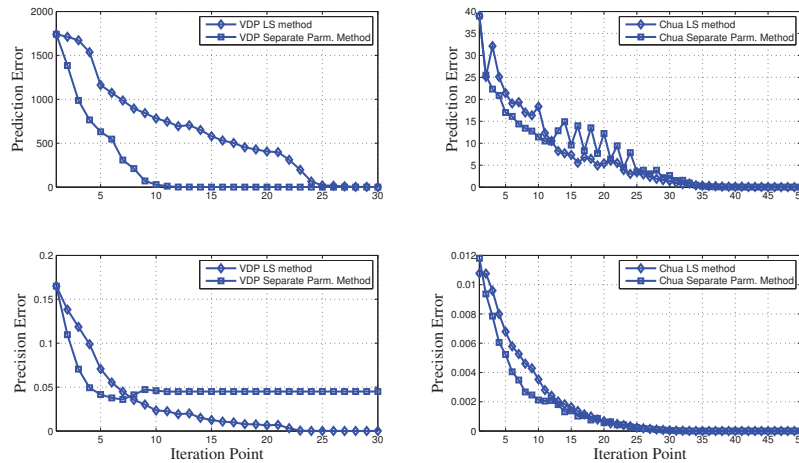 2000
1500
1000
500
0
5 10 15 20 25 30
Prediction Error
VDP LS method
VDP Separate Parm. Method
40
35
30
25
20
15
10
5
0
5 10 15 20 25 30 35 40 45 50
Prediction Error
Chua LS method
Chua Separate Parm. Method
0.2
0.15
0.1
0.05
0
5 10 15 20 25 30
Precision Error
Iteration Point
VDP LS method
VDP Separate Parm. Method
0.012
0.01
0.008
0.006
0.004
0.002
0
5 10 15 20 25 30 35 40 45 50
Precision Error
Iteration Point
Chua LS method
Chua Separate Parm. Method